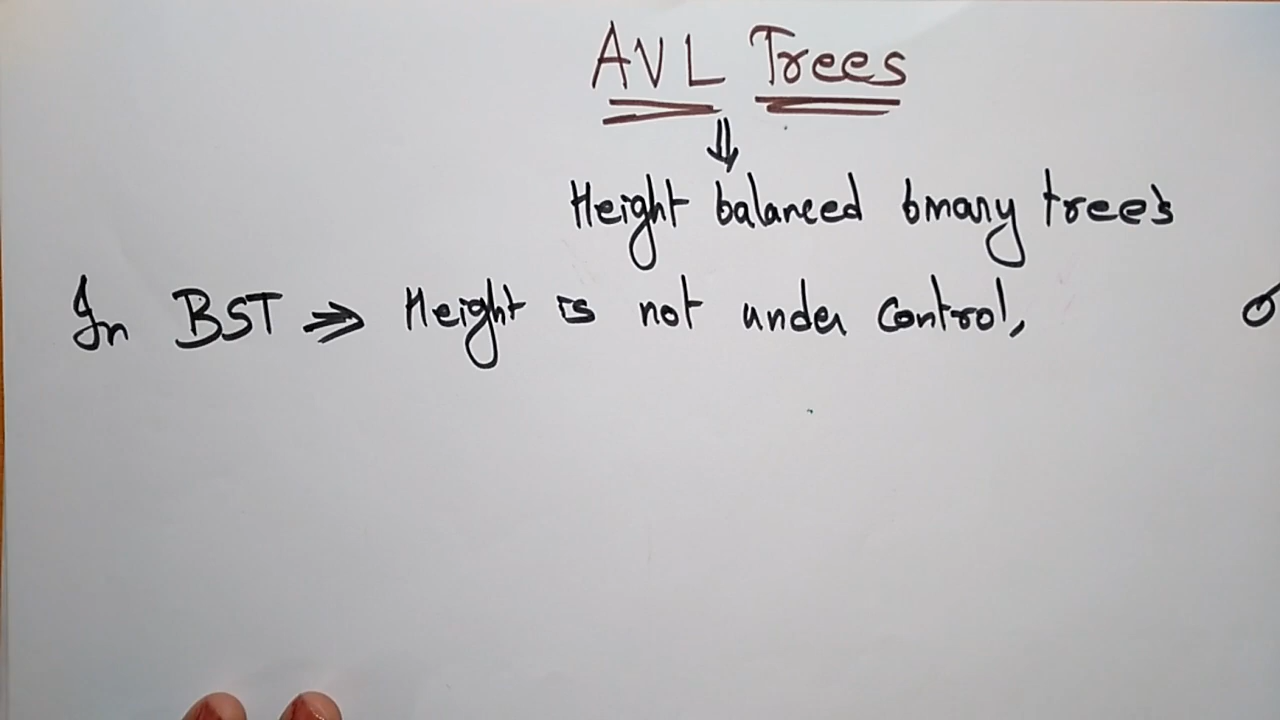 AVL Trees
⇓
Height balanced binary trees
In BST ⇒ Height is not under control,